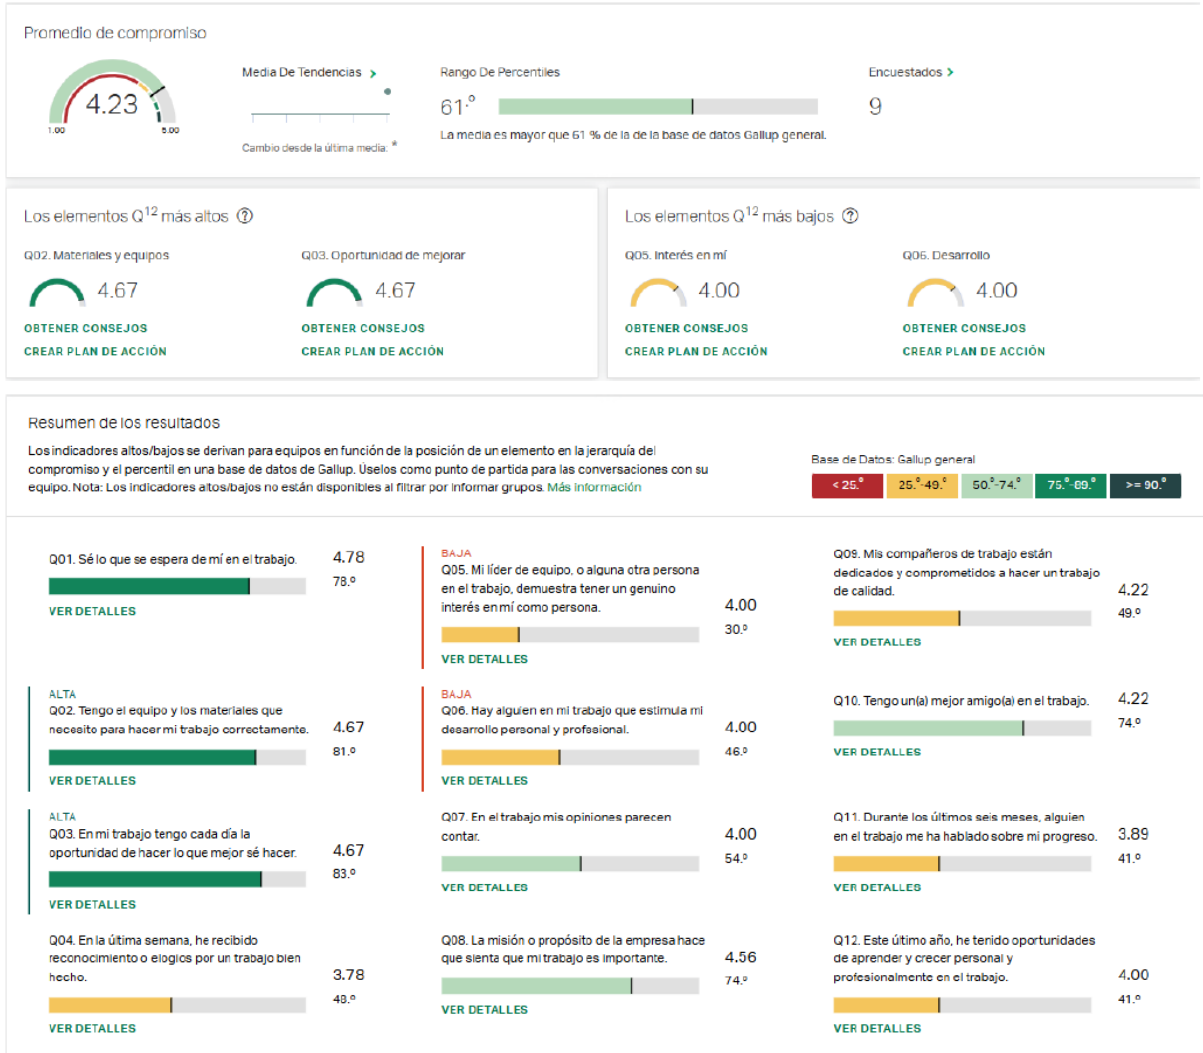 Promedio de compromiso
4.23
1.00
5.00
Media De Tendencias >
Cambio desde la última media: *
Rango De Percentiles
61.º
La media es mayor que 61 % de la de la base de datos Gallup general.
Encuestados >
9
Los elementos Q12 más altos ?
Q02. Materiales y equipos
4.67
OBTENER CONSEJOS
CREAR PLAN DE ACCIÓN
Q03. Oportunidad de mejorar
4.67
OBTENER CONSEJOS
CREAR PLAN DE ACCIÓN
Los elementos Q12 más bajos ?
Q05. Interés en mí
4.00
OBTENER CONSEJOS
CREAR PLAN DE ACCIÓN
Q06. Desarrollo
4.00
OBTENER CONSEJOS
CREAR PLAN DE ACCIÓN
Resumen de los resultados
Los indicadores altos/bajos se derivan para equipos en función de la posición de un elemento en la jerarquía del
compromiso y el percentil en una base de datos de Gallup. Úselos como punto de partida para las conversaciones con su
equipo. Nota: Los indicadores altos/bajos no están disponibles al filtrar por Informar grupos. Más información
Base de Datos: Gallup general
< 25.º
25.º-49.º
50.º-74.º
75.º-89.º
>= 90.º
Q01. Sé lo que se espera de mí en el trabajo.
4.78
78.º
VER DETALLES
ALTA
Q02. Tengo el equipo y los materiales que
necesito para hacer mi trabajo correctamente.
4.67
81.º
VER DETALLES
ALTA
Q03. En mi trabajo tengo cada día la
oportunidad de hacer lo que mejor sé hacer.
4.67
83.º
VER DETALLES
Q04. En la última semana, he recibido
reconocimiento o elogios por un trabajo bien
hecho.
3.78
48.º
VER DETALLES
BAJA
Q05. Mi líder de equipo, o alguna otra persona
en el trabajo, demuestra tener un genuino
interés en mí como persona.
4.00
30.º
VER DETALLES
BAJA
Q06. Hay alguien en mi trabajo que estimula mi
desarrollo personal y profesional.
4.00
46.º
VER DETALLES
Q07. En el trabajo mis opiniones parecen
contar.
4.00
54.º
VER DETALLES
Q08. La misión o propósito de la empresa hace
que sienta que mi trabajo es importante.
4.56
74.º
VER DETALLES
Q09. Mis compañeros de trabajo están
dedicados y comprometidos a hacer un trabajo
de calidad.
4.22
49.º
VER DETALLES
Q10. Tengo un(a) mejor amigo(a) en el trabajo.
4.22
74.º
VER DETALLES
Q11. Durante los últimos seis meses, alguien
en el trabajo me ha hablado sobre mi progreso.
3.89
41.º
VER DETALLES
Q12. Este último año, he tenido oportunidades
de aprender y crecer personal y
profesionalmente en el trabajo.
4.00
41.º
VER DETALLES